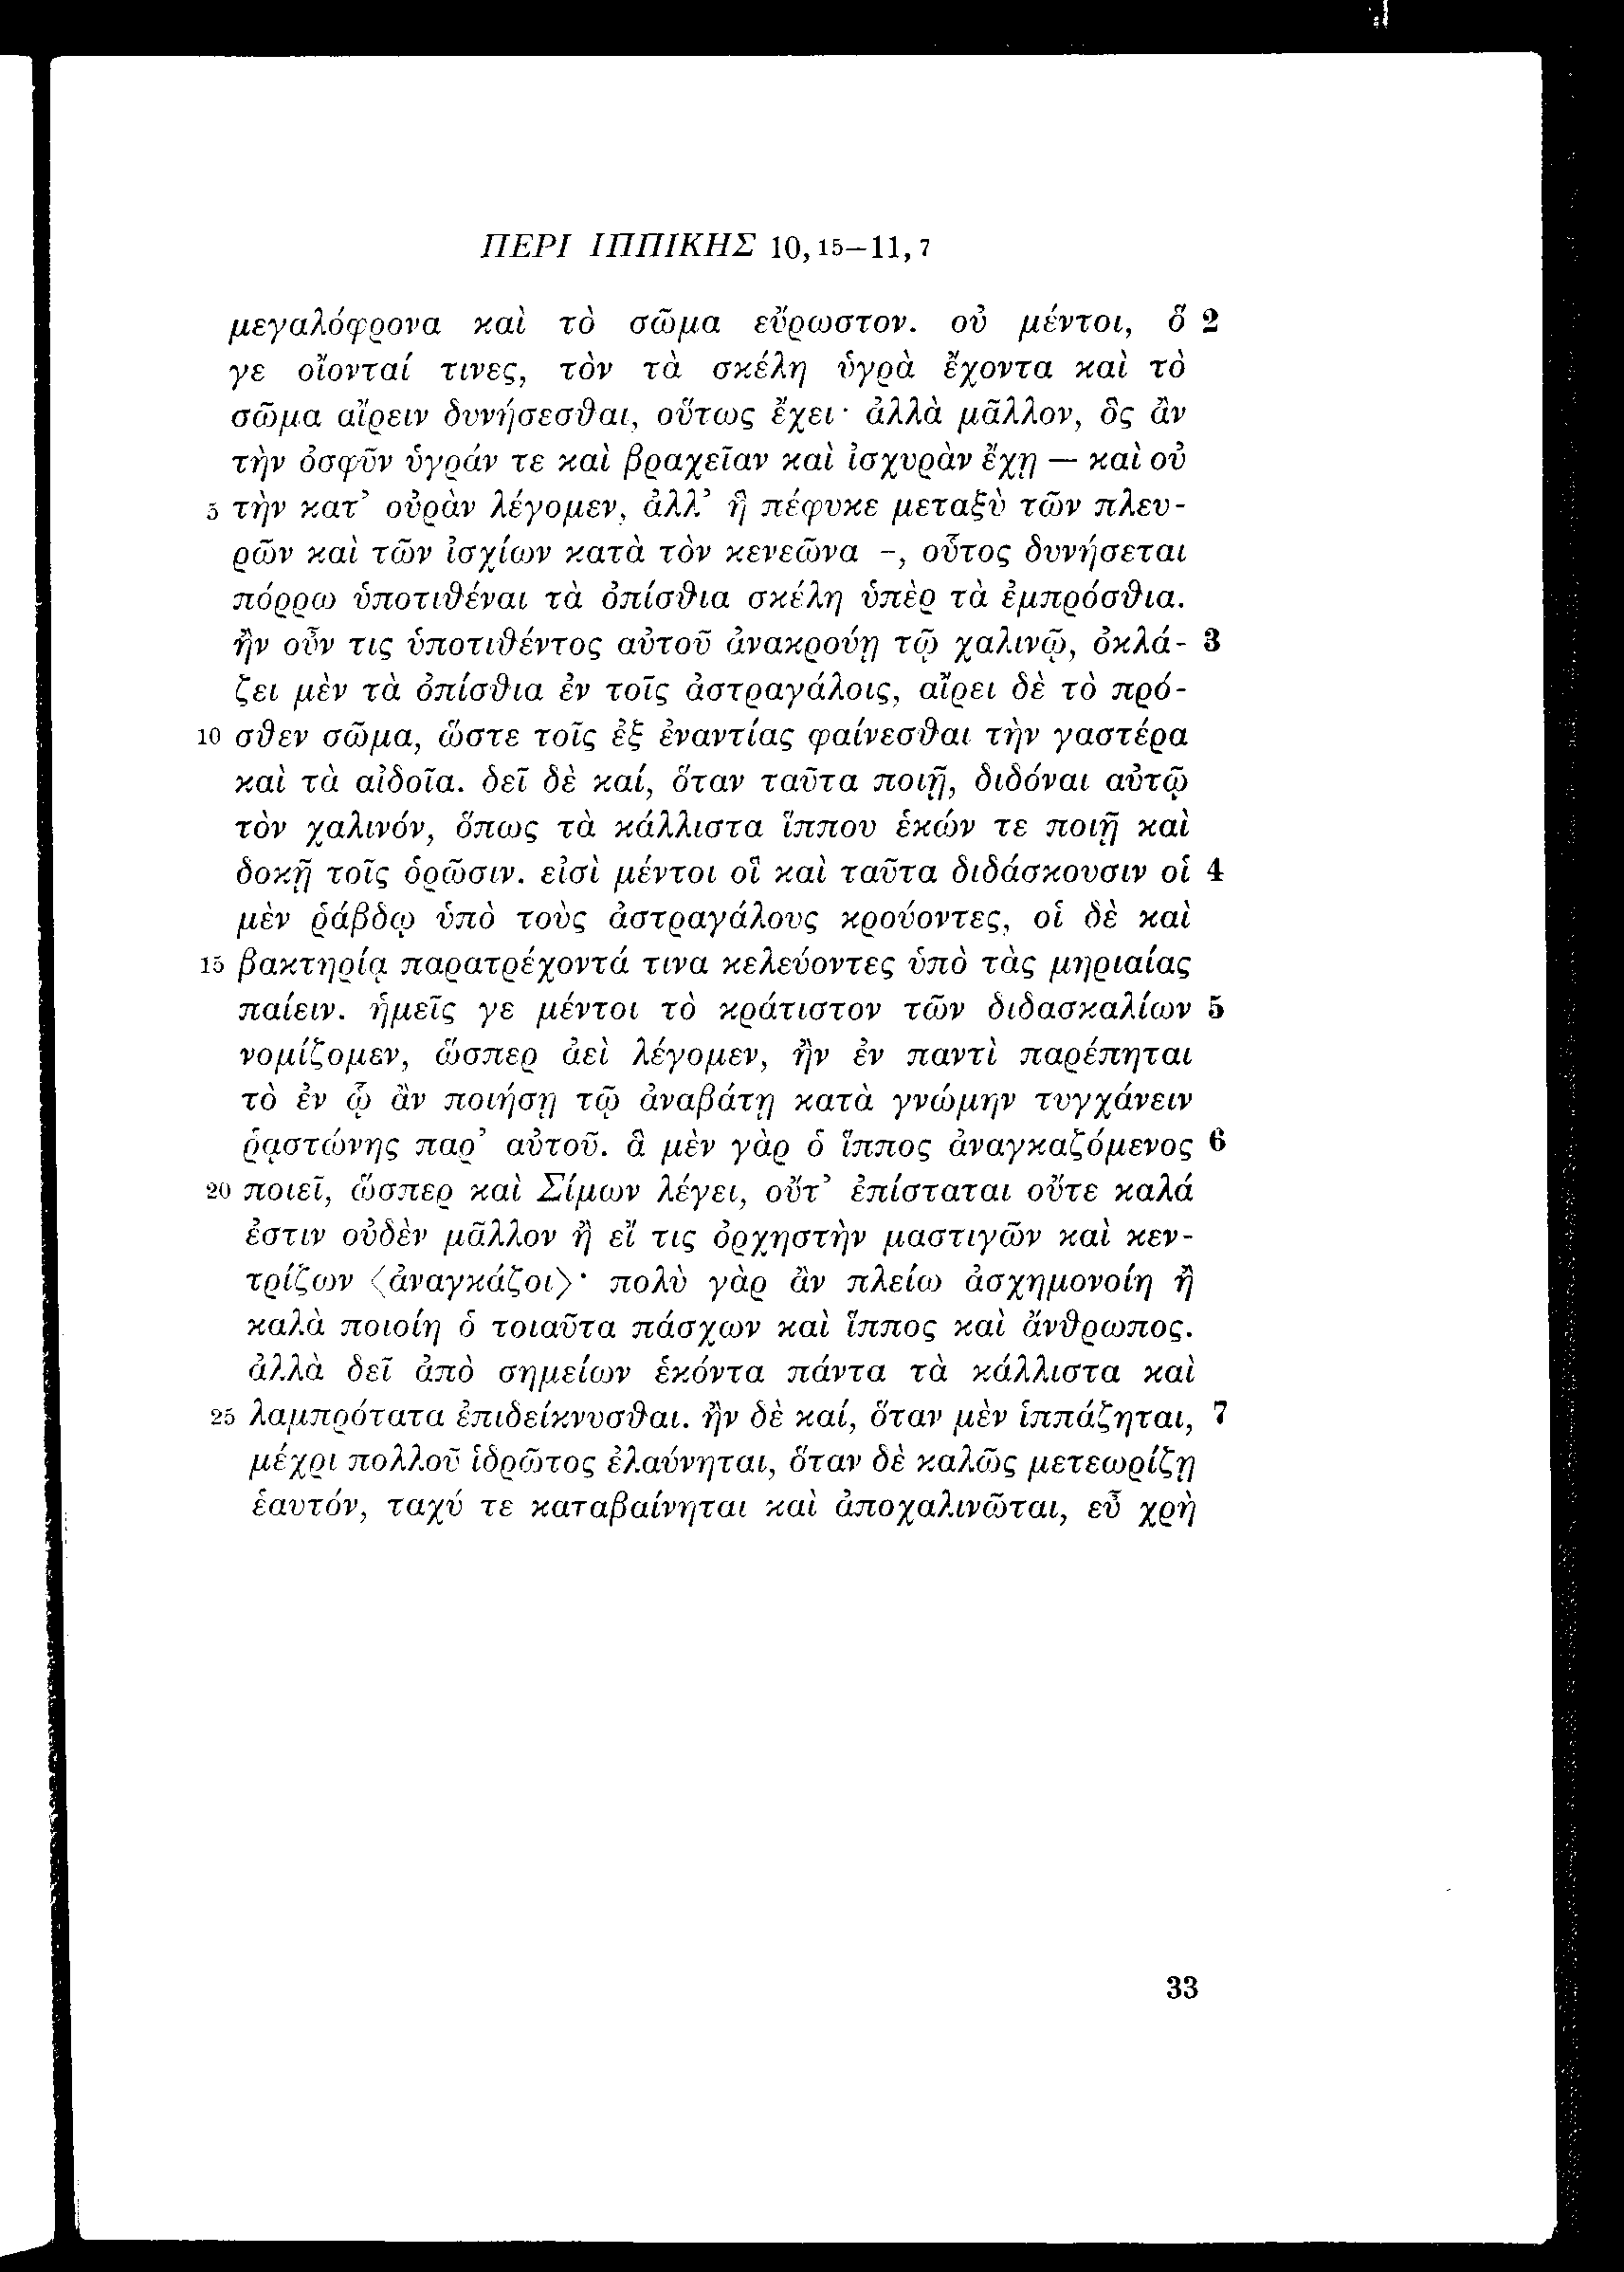 ΠΕΡΙ ΙΠΠΙΚΗΣ 10,15–11,7
μεγαλόφρονα καὶ τὸ σῶμα εὔρωστον. οὐ μέντοι, ὅ 2
γε οἴονταί τινες, τὸν τὰ σκέλη ὑγρὰ ἔχοντα καὶ τὸ
σῶμα αἴρειν δυνήσεσθαι, οὕτως ἔχει· ἀλλὰ μᾶλλον, ὃς ἂν
τὴν ὀσφῦν ὑγράν τε καὶ βραχεῖαν καὶ ἰσχυρὰν ἔχῃ — καὶ οὐ
5 τὴν κατ’ οὐρὰν λέγομεν, ἀλλ’ ἣ πέφυκε μεταξὺ τῶν πλευ-
ρῶν καὶ τῶν ἰσχίων κατὰ τὸν κενεῶνα –, οὗτος δυνήσεται
πόρρω ὑποτιθέναι τὰ ὀπίσθια σκέλη ὑπὲρ τὰ ἐμπρόσθια.
ἢν οὖν τις ὑποτιθέντος αὐτοῦ ἀνακρούῃ τῷ χαλινῷ, ὀκλά- 3
ζει μὲν τὰ ὀπίσθια ἐν τοῖς ἀστραγάλοις, αἴρει δὲ τὸ πρό-
10 σθεν σῶμα, ὥστε τοῖς ἐξ ἐναντίας φαίνεσθαι τὴν γαστέρα
καὶ τὰ αἰδοῖα. δεῖ δὲ καί, ὅταν ταῦτα ποιῇ, διδόναι αὐτῷ
τὸν χαλινόν, ὅπως τὰ κάλλιστα ἵππου ἑκών τε ποιῇ καὶ
δοκῇ τοῖς ὁρῶσιν. εἰσὶ μέντοι οἳ καὶ ταῦτα διδάσκουσιν οἱ 4
μὲν ῥάβδῳ ὑπὸ τοὺς ἀστραγάλους κρούοντες, οἱ δὲ καὶ
15 βακτηρίᾳ παρατρέχοντά τινα κελεύοντες ὑπὸ τὰς μηριαίας
παίειν. ἡμεῖς γε μέντοι τὸ κράτιστον τῶν διδασκαλίων 5
νομίζομεν, ὥσπερ ἀεὶ λέγομεν, ἢν ἐν παντὶ παρέπηται
τὸ ἐν ᾧ ἂν ποιήσῃ τῷ ἀναβάτῃ κατὰ γνώμην τυγχάνειν
ῥᾳστώνης παρ’ αὐτοῦ. ἃ μὲν γὰρ ὁ ἵππος ἀναγκαζόμενος 6
20 ποιεῖ, ὥσπερ καὶ Σίμων λέγει, οὔτ’ ἐπίσταται οὔτε καλά
ἐστιν οὐδὲν μᾶλλον ἢ εἴ τις ὀρχηστὴν μαστιγῶν καὶ κεν-
τρίζων ⟨ἀναγκάζοι⟩· πολὺ γὰρ ἂν πλείω ἀσχημονοίη ἢ
καλὰ ποιοίη ὁ τοιαῦτα πάσχων καὶ ἵππος καὶ ἄνθρωπος.
ἀλλὰ δεῖ ἀπὸ σημείων ἑκόντα πάντα τὰ κάλλιστα καὶ
25 λαμπρότατα ἐπιδείκνυσθαι. ἢν δὲ καί, ὅταν μὲν ἱππάζηται, 7
μέχρι πολλοῦ ἱδρῶτος ἐλαύνηται, ὅταν δὲ καλῶς μετεωρίζῃ
ἑαυτόν, ταχύ τε καταβαίνηται καὶ ἀποχαλινῶται, εὖ χρὴ
33